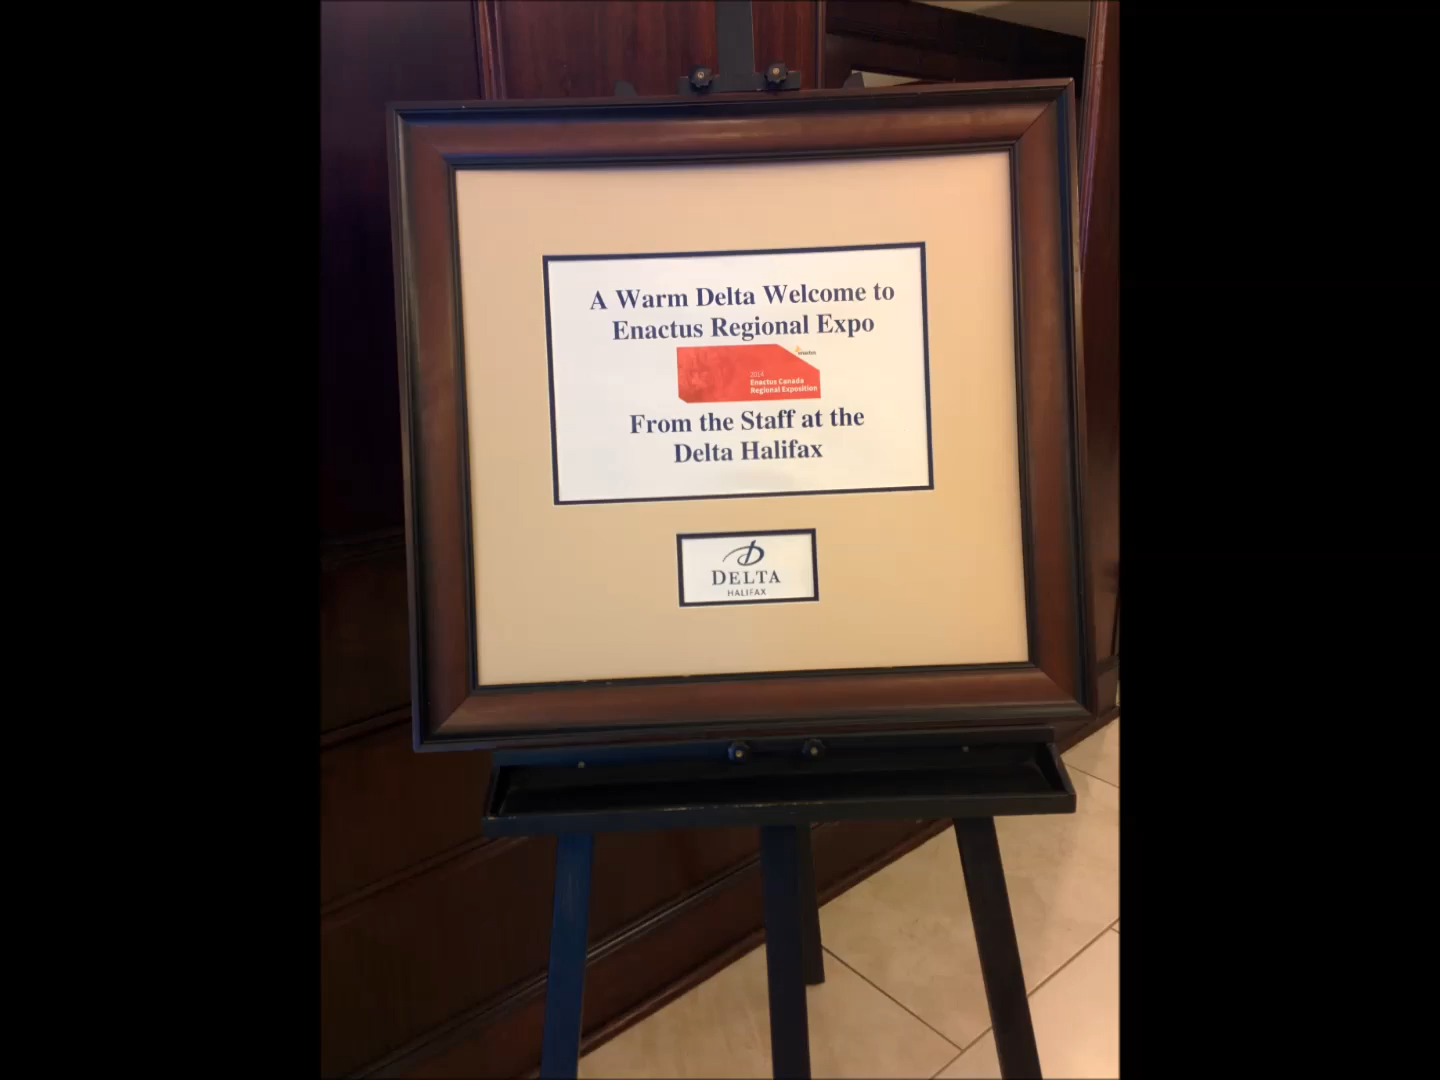 A Warm Delta Welcome to
Enactus Regional Expo
enactus
2014
Enactus Canada
Regional Exposition
From the Staff at the
Delta Halifax
DELTA
HALIFAX